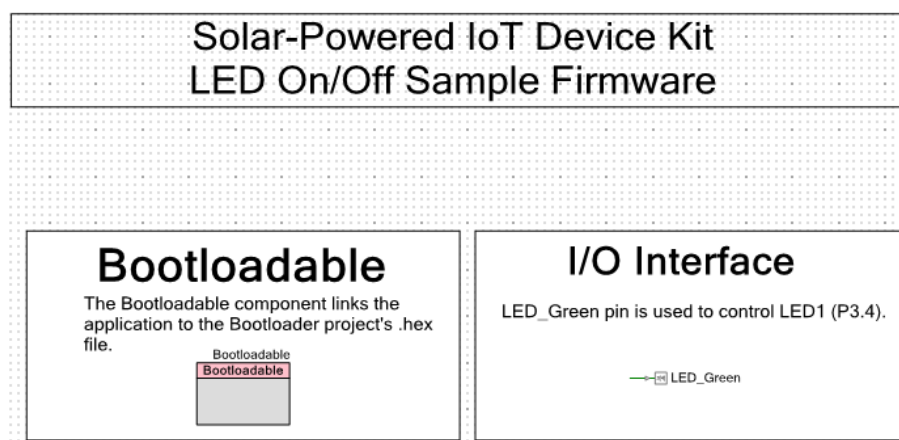 Solar-Powered IoT Device Kit
LED On/Off Sample Firmware
Bootloadable
The Bootloadable component links the
application to the Bootloader project's .hex
file.
Bootloadable
Bootloadable
I/O Interface
LED_Green pin is used to control LED1 (P3.4).
LED_Green